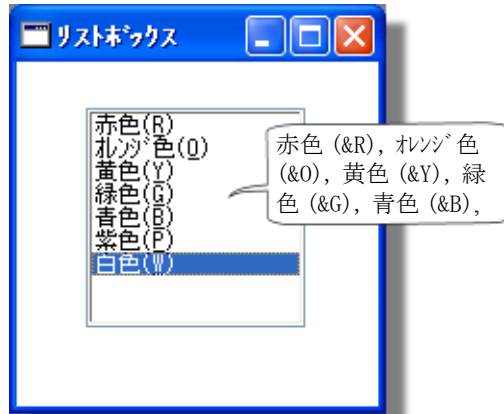 リストボックス
赤色(R)
オレンジ色(O)
黄色(Y)
緑色(G)
青色(B)
紫色(P)
白色(W)
赤色 (&R), オレンジ色
(&O), 黄色 (&Y), 緑
色 (&G), 青色 (&B),